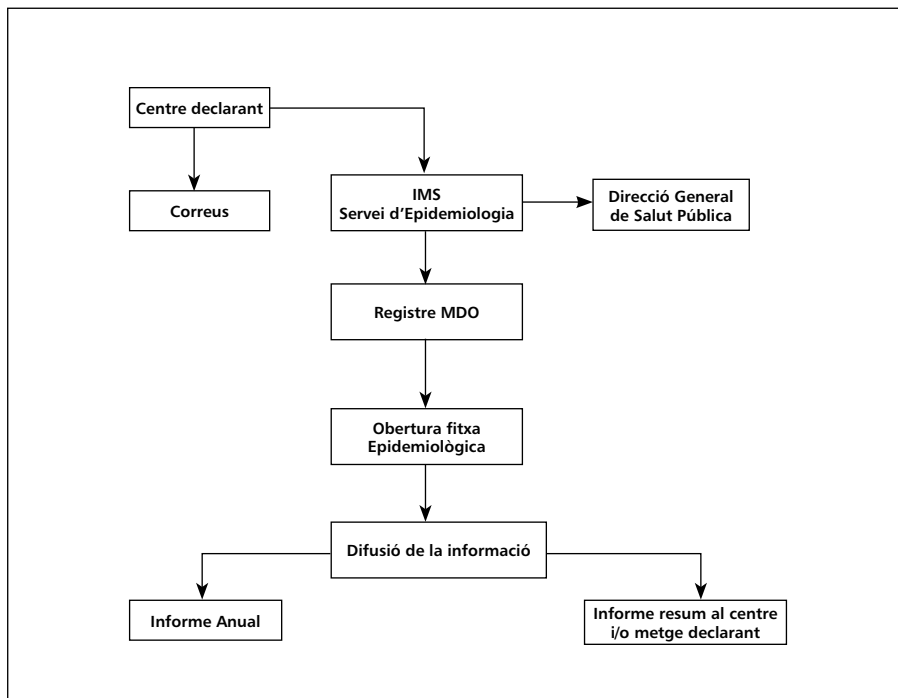 Centre declarant
Correus
IMS
Servei d'Epidemiologia
Direcció General
de Salut Pública
Registre MDO
Obertura fitxa
Epidemiològica
Difusió de la informació
Informe Anual
Informe resum al centre
i/o metge declarant